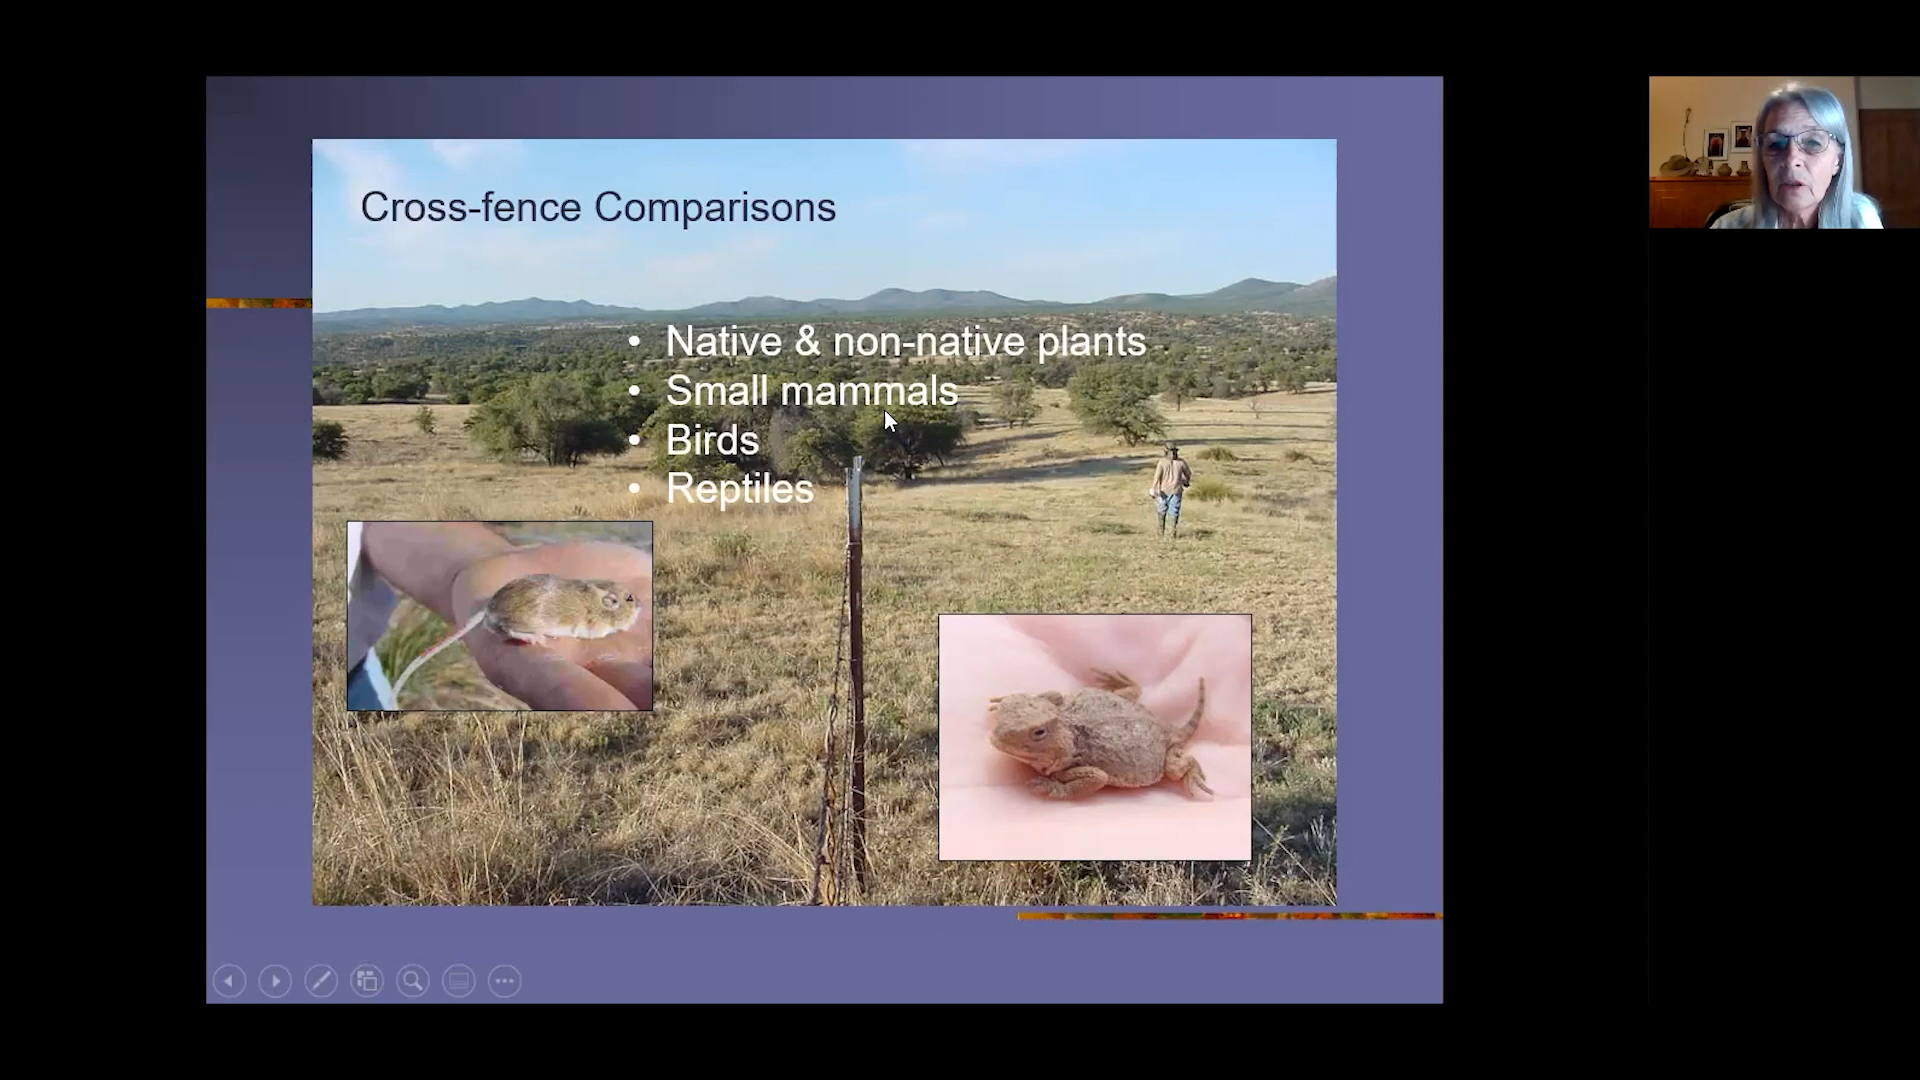 Cross-fence Comparisons
• Native & non-native plants
• Small mammals
• Birds
• Reptiles